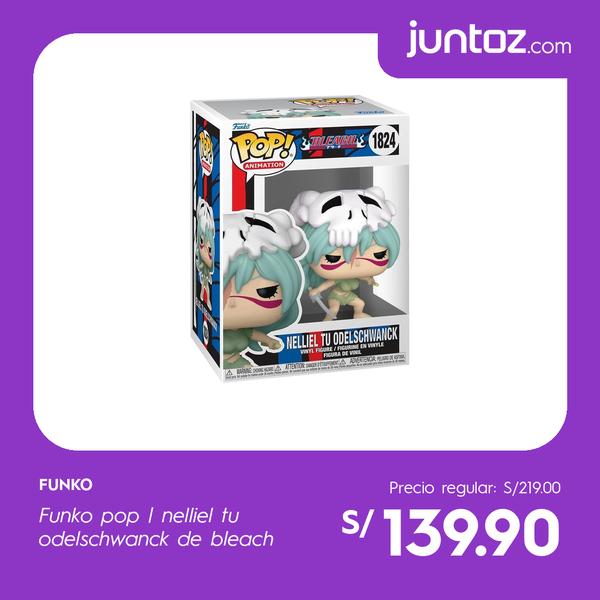 juntoz.com
Funko
POP!
ANIMATION
BLEACH
1824
NELLIEL TU ODELSCHWANCK
VINYL FIGURE / FIGURINE EN VINYLE
FIGURA DE VINIL
FUNKO
Funko pop | nelliel tu
odelschwanck de bleach
Precio regular: S/219.00
S/139.90